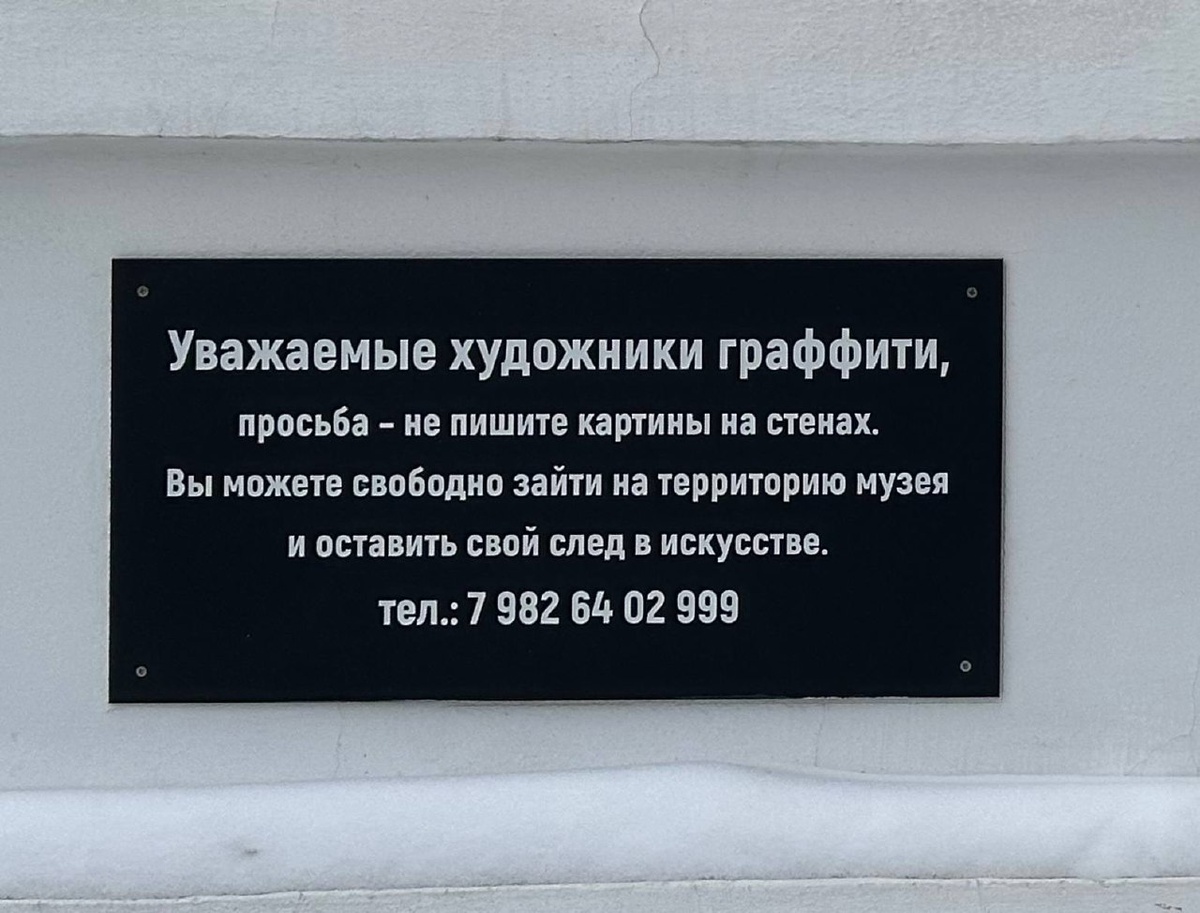 Уважаемые художники граффити,
просьба – не пишите картины на стенах.
Вы можете свободно зайти на территорию музея
и оставить свой след в искусстве.
тел.: 7 982 64 02 999